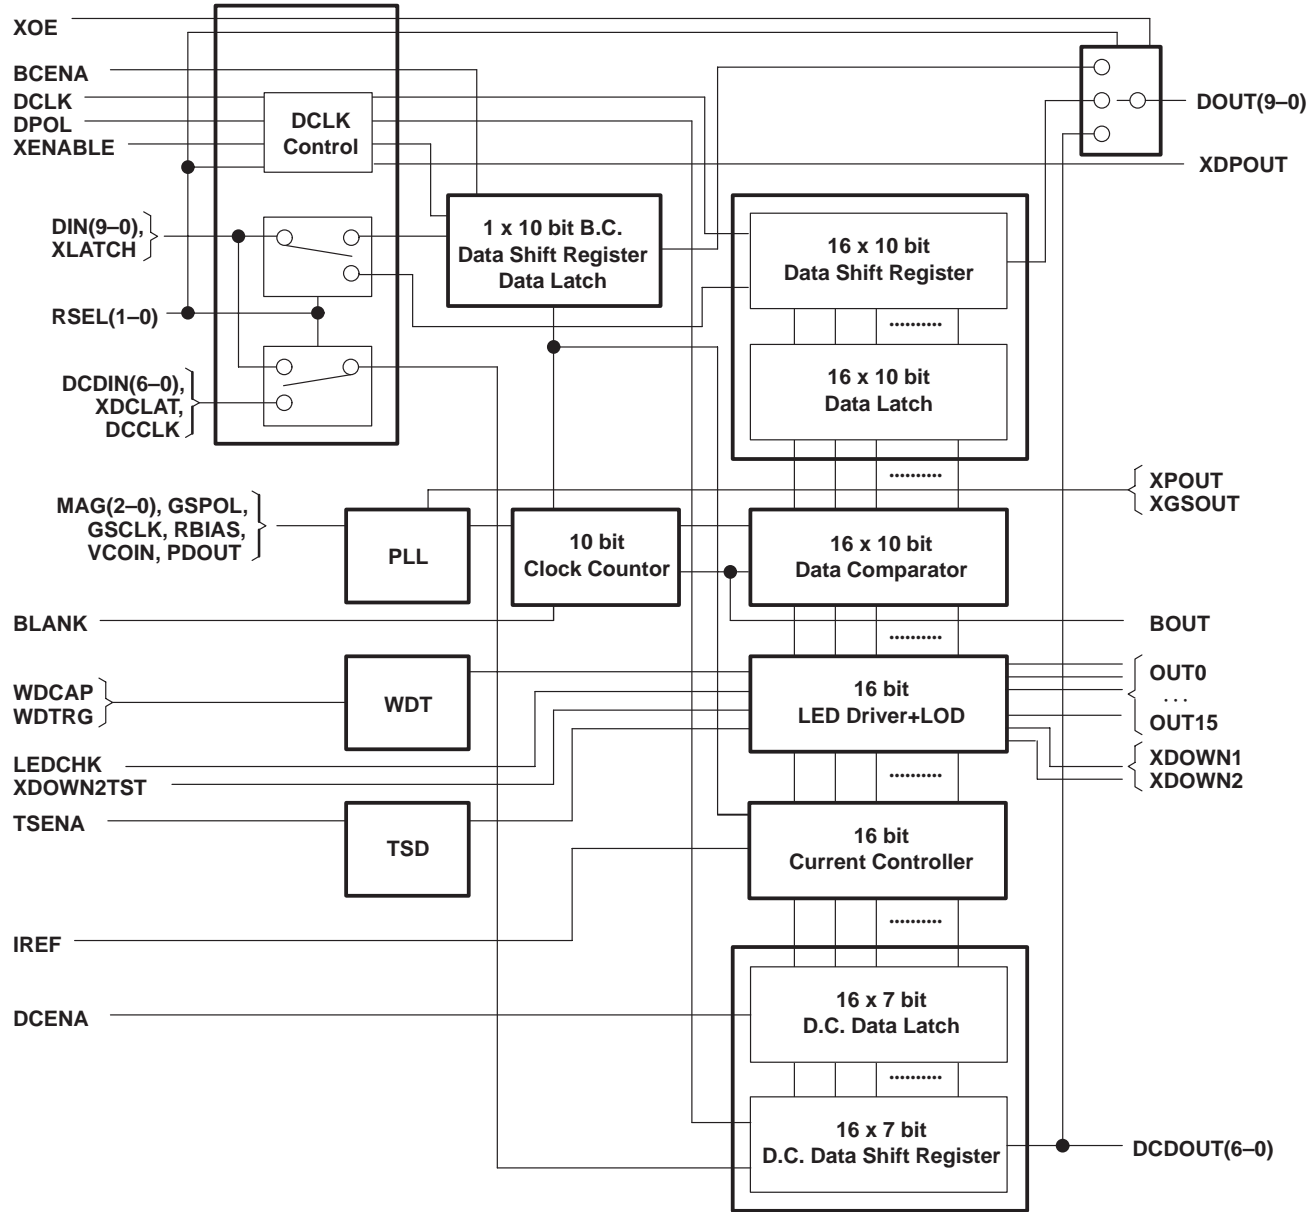 XOE
BCENA
DCLK
DPOL
XENABLE
DCLK
Control
DOUT(9–0)
XDPOUT
DIN(9–0),
XLATCH
1 x 10 bit B.C.
Data Shift Register
Data Latch
16 x 10 bit
Data Shift Register
..........
RSEL(1–0)
DCDIN(6–0),
XDCLAT,
DCCLK
16 x 10 bit
Data Latch
..........
XPOUT
XGSOUT
MAG(2–0), GSPOL,
GSCLK, RBIAS,
VCOIN, PDOUT
PLL
10 bit
Clock Countor
16 x 10 bit
Data Comparator
BLANK
..........
BOUT
WDCAP
WDTRG
WDT
16 bit
LED Driver+LOD
OUT0
. . .
OUT15
LEDCHK
XDOWN2TST
..........
XDOWN1
XDOWN2
TSENA
TSD
16 bit
Current Controller
..........
IREF
DCENA
16 x 7 bit
D.C. Data Latch
..........
16 x 7 bit
D.C. Data Shift Register
DCDOUT(6–0)